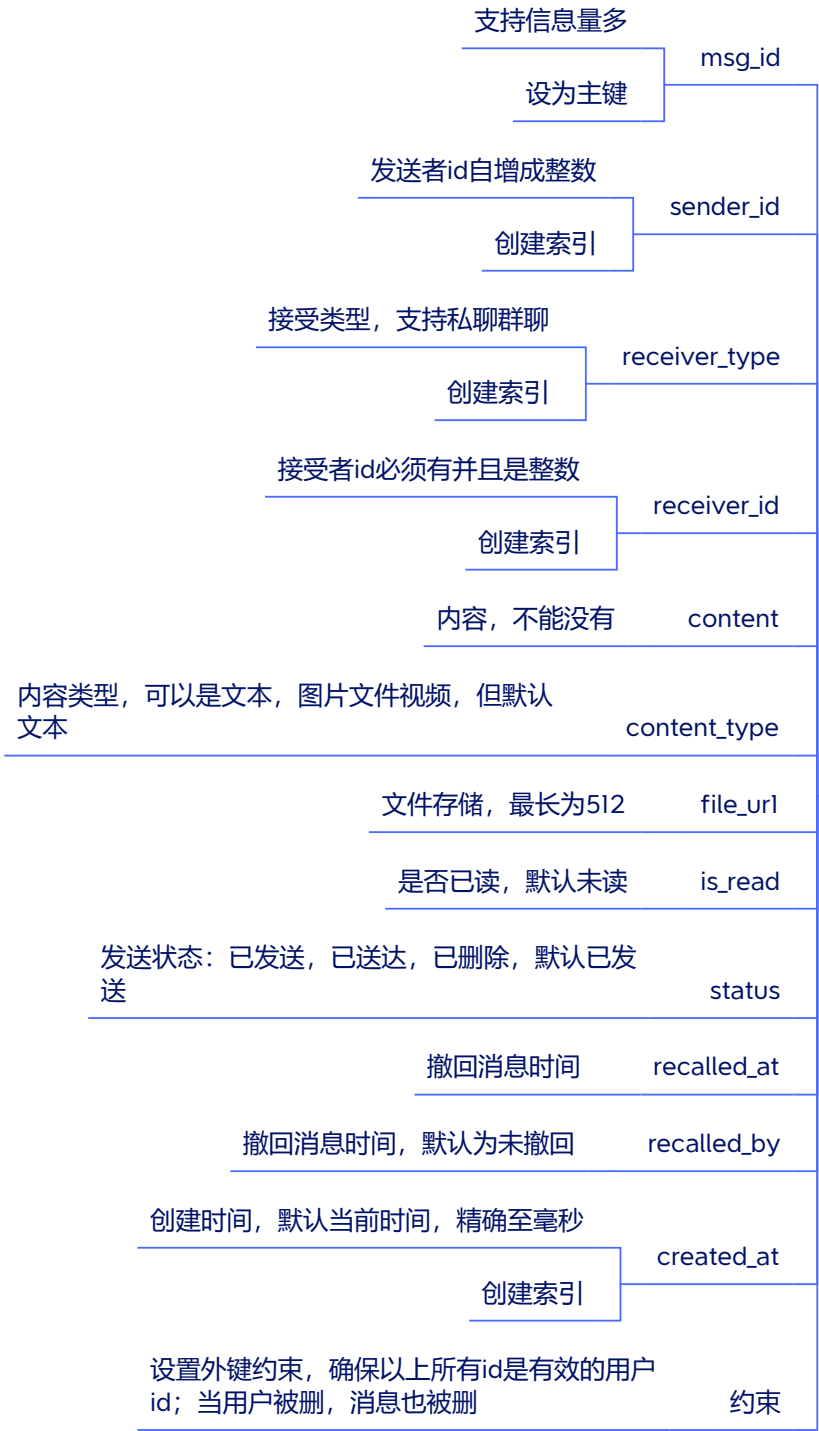 支持信息量多
msg_id
设为主键
发送者id自增成整数
sender_id
创建索引
接受类型，支持私聊群聊
receiver_type
创建索引
接受者id必须有并且是整数
receiver_id
创建索引
内容，不能没有
content
内容类型，可以是文本，图片文件视频，但默认
文本
content_type
文件存储，最长为512
file_url
是否已读，默认未读
is_read
发送状态：已发送，已送达，已删除，默认已发
送
status
撤回消息时间
recalled_at
撤回消息时间，默认为未撤回
recalled_by
创建时间，默认当前时间，精确至毫秒
created_at
创建索引
设置外键约束，确保以上所有id是有效的用户
id；当用户被删，消息也被删
约束